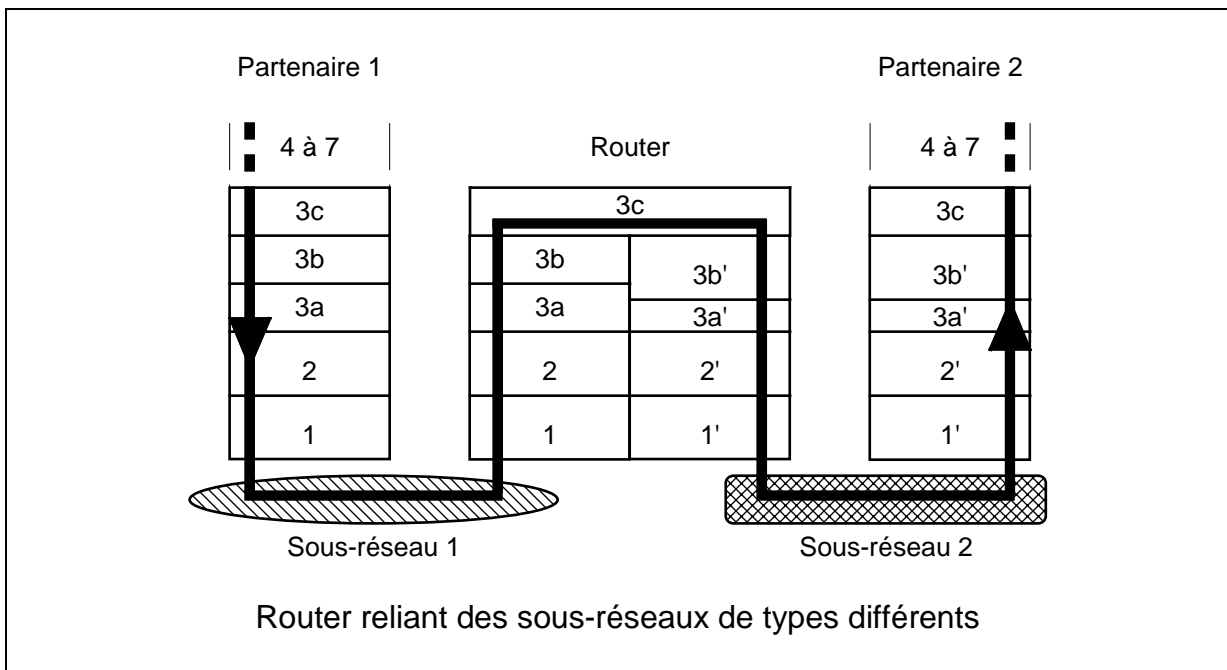 Partenaire 1 Partenaire 2
4 à 7 Router 4 à 7
3c 3c 3c
3b 3b 3b' 3b'
3a 3a 3a' 3a'
2 2 2' 2'
1 1 1' 1'
Sous-réseau 1 Sous-réseau 2
Router reliant des sous-réseaux de types différents